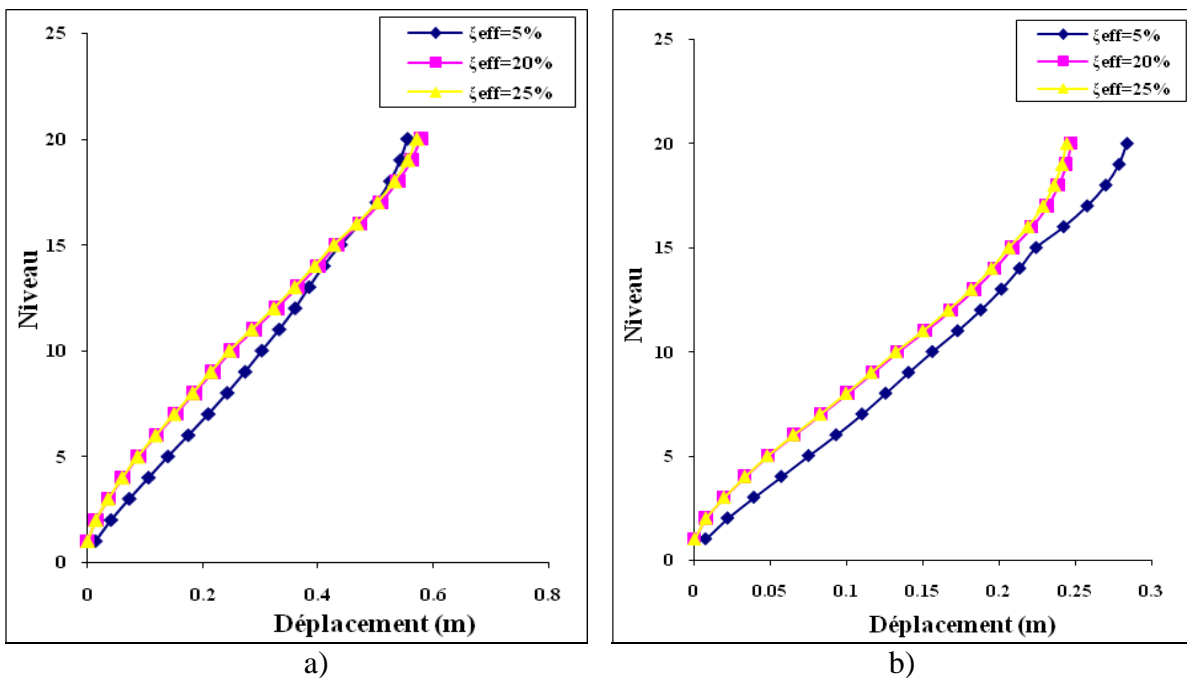 ξeff=5%
ξeff=20%
ξeff=25%
25
20
15
10
5
0
Niveau
0 0.2 0.4 0.6 0.8
Déplacement (m)
a)
ξeff=5%
ξeff=20%
ξeff=25%
25
20
15
10
5
0
Niveau
0 0.05 0.1 0.15 0.2 0.25 0.3
Déplacement (m)
b)